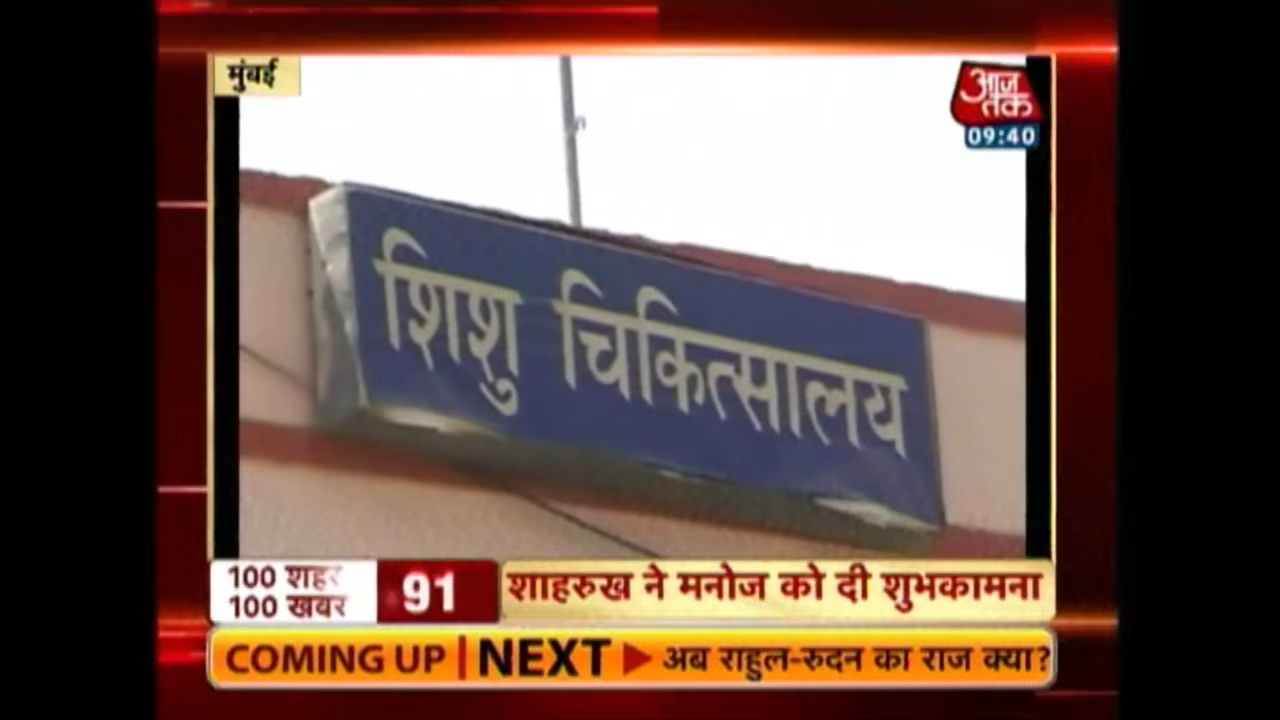 मुंबई
आज
तक
09:40
शिशु चिकित्सालय
100 शहर
100 खबर
91
शाहरुख ने मनोज को दी शुभकामना
COMING UP | NEXT अब राहुल-रुदन का राज क्या?